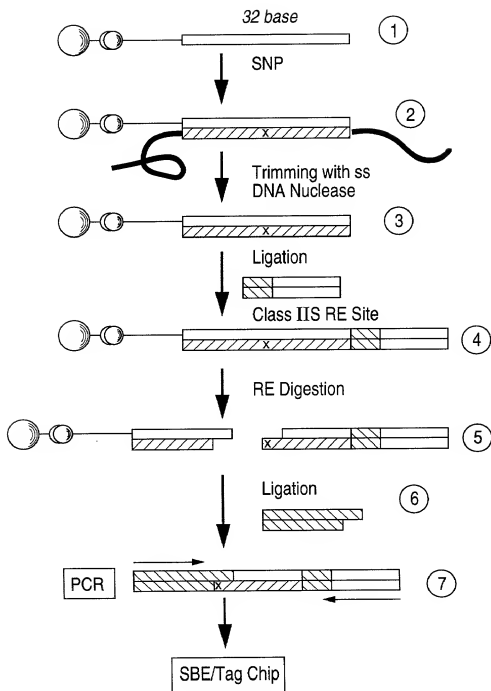 32 base
1
SNP
2
x
Trimming with ss
DNA Nuclease
3
x
Ligation
Class IIS RE Site
4
x
RE Digestion
5
x
Ligation
6
PCR
x
7
SBE/Tag Chip